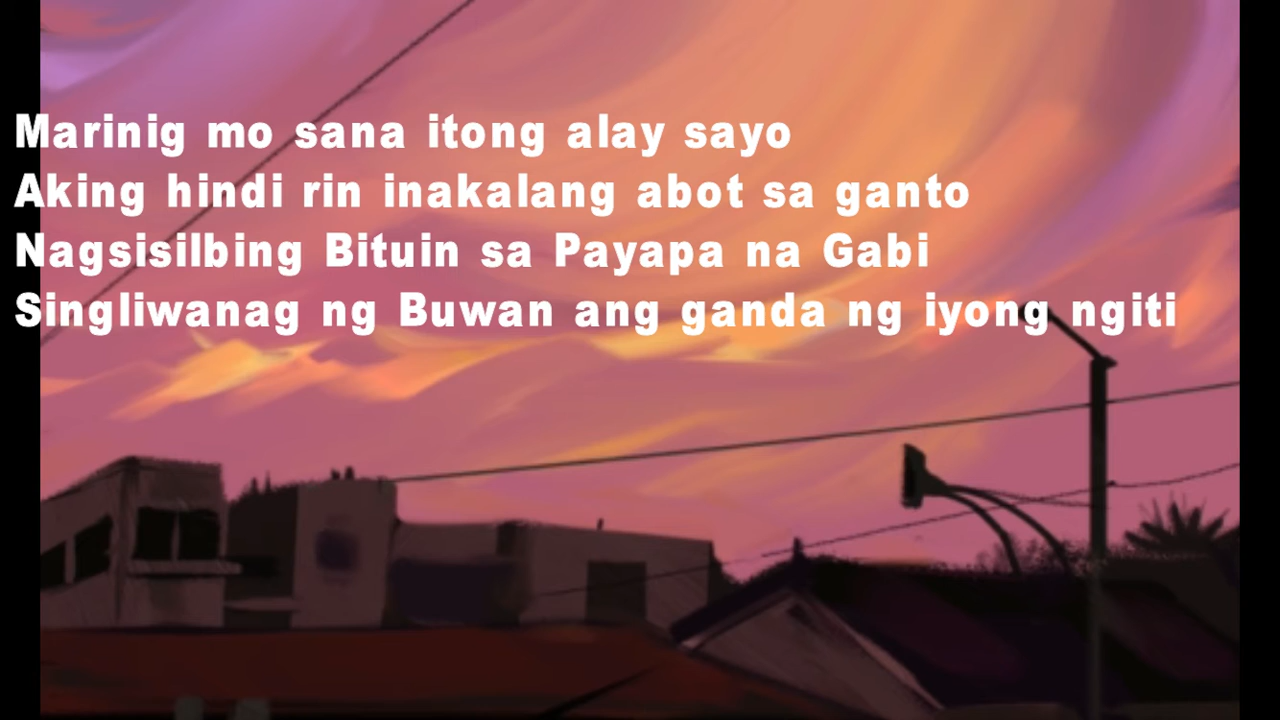 Marinig mo sana itong alay sayo
Aking hindi rin inakalang abot sa ganto
Nagsisilbing Bituin sa Payapa na Gabi
Singliwanag ng Buwan ang ganda ng iyong ngiti